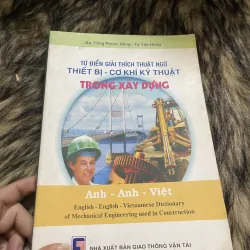 TỪ ĐIỂN GIẢI THÍCH THUẬT NGỮ
THIẾT BỊ - CƠ KHÍ KỸ THUẬT
TRONG XÂY DỰNG
Anh - Anh - Việt
English - English - Vietnamese Dictionary
of Mechanical Engineering used in Construction
NHÀ XUẤT BẢN GIAO THÔNG VẬN TẢI